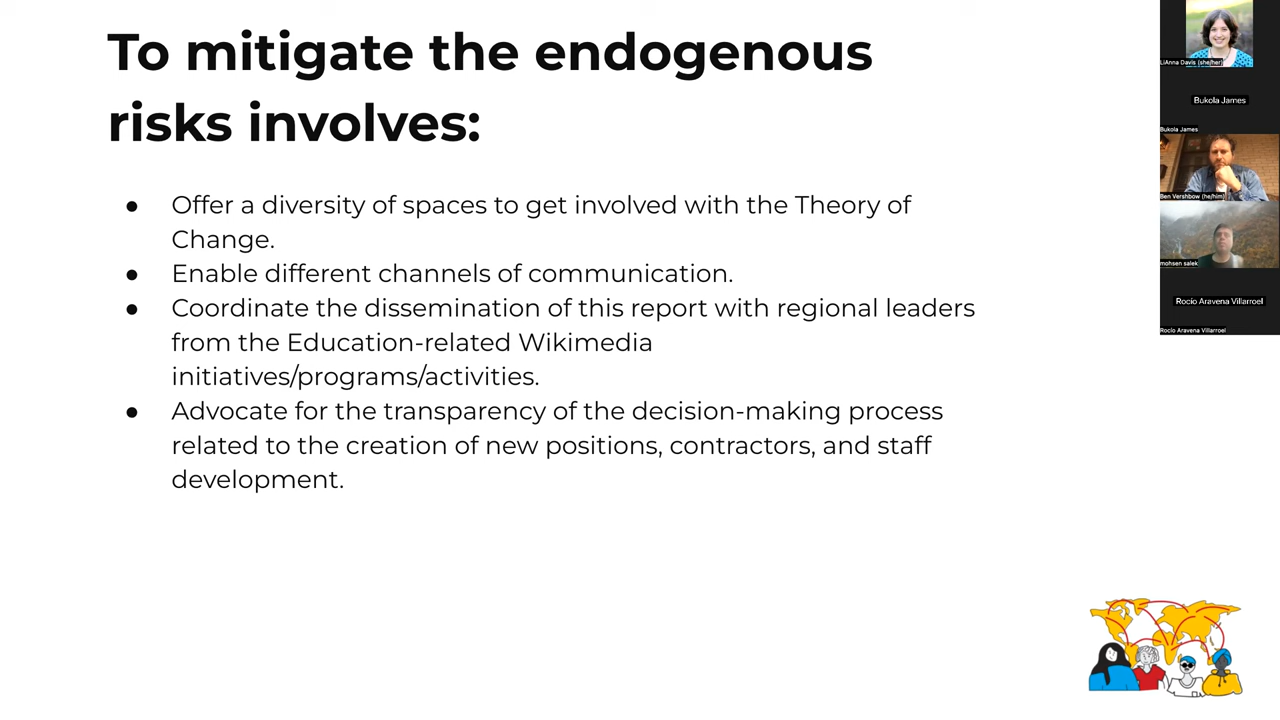 To mitigate the endogenous
risks involves:
● Offer a diversity of spaces to get involved with the Theory of
Change.
● Enable different channels of communication.
● Coordinate the dissemination of this report with regional leaders
from the Education-related Wikimedia
initiatives/programs/activities.
● Advocate for the transparency of the decision-making process
related to the creation of new positions, contractors, and staff
development.
LiAnna Davis (she/her)
Bukola James
Bukola James
Ben Vershbow (he/him)
mohsen salek
Rocío Aravena Villarroel
Rocío Aravena Villarroel